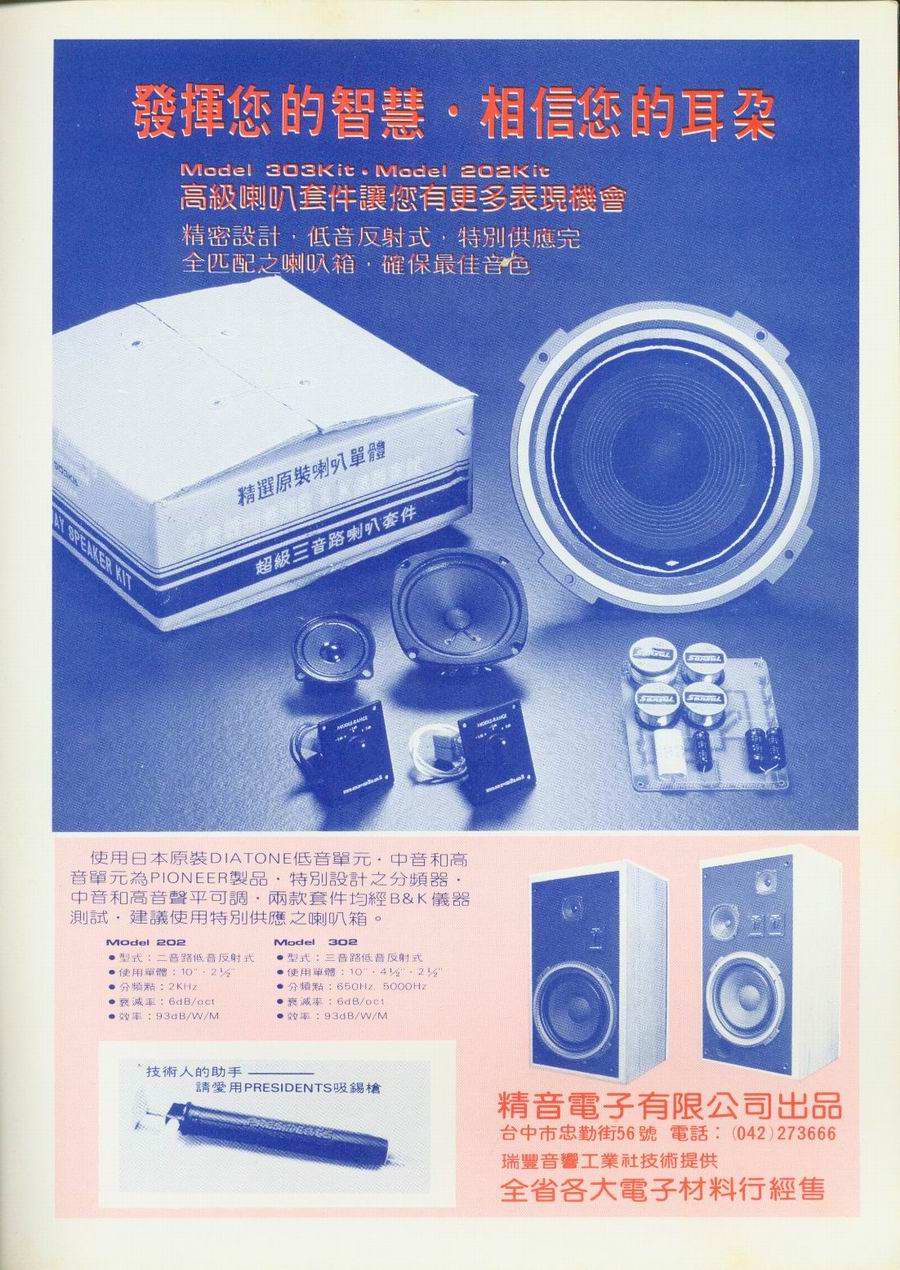 發揮您的智慧・相信您的耳朶
Model 303Kit・Model 202Kit
高級喇叭套件讓您有更多表現機會
精密設計，低音反射式，特別供應完
全匹配之喇叭箱，確保最佳音色
精選原裝喇叭單體
超級三音路喇叭套件
AY SPEAKER KIT
使用日本原裝DIATONE低音單元・中音和高
音單元為PIONEER製品・特別設計之分頻器・
中音和高音聲平可調・兩款套件均經B&K儀器
測試・建議使用特別供應之喇叭箱。
Model 202
●型式：二音路低音反射式
●使用單體：10"・2½"
●分頻點：2KHz
●衰減率：6dB/oct
●效率：93dB/W/M
Model 302
●型式：三音路低音反射式
●使用單體：10"・4½"・2½"
●分頻點：650Hz. 5000Hz
●衰減率：6dB/oct
●效率：93dB/W/M
技術人的助手
請愛用PRESIDENTS吸錫槍
精音電子有限公司出品
台中市忠勤街56號 電話：(042)273666
瑞豐音響工業社技術提供
全省各大電子材料行經售